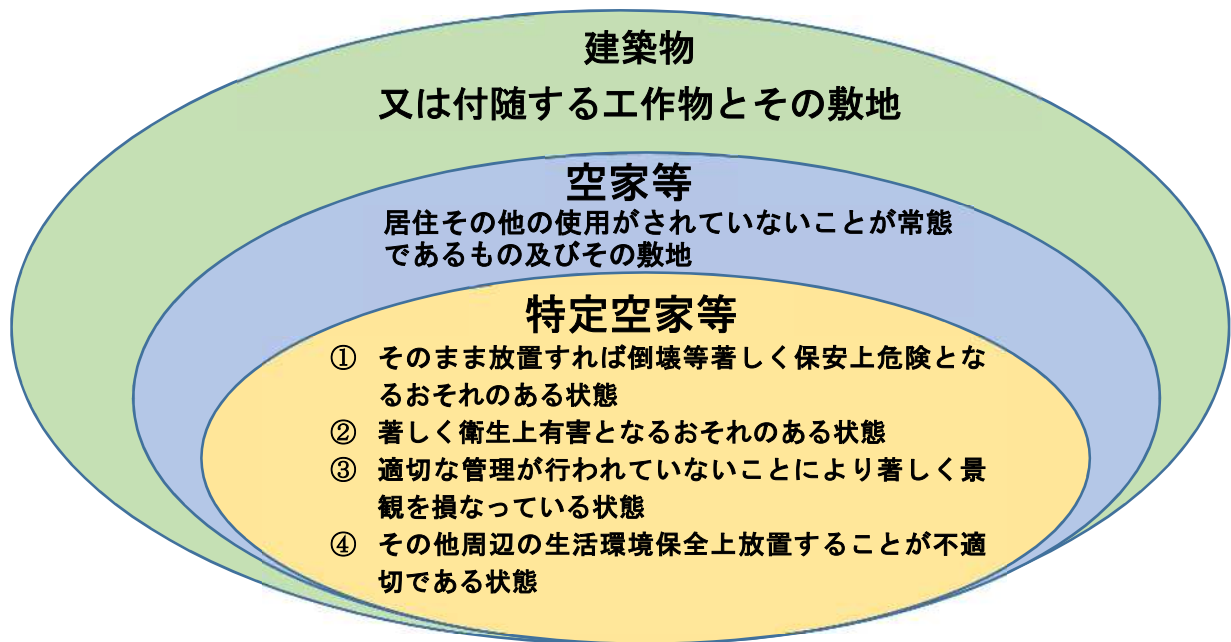 建築物
又は付随する工作物とその敷地
空家等
居住その他の使用がされていないことが常態
であるもの及びその敷地
特定空家等
① そのまま放置すれば倒壊等著しく保安上危険とな
るおそれのある状態
② 著しく衛生上有害となるおそれのある状態
③ 適切な管理が行われていないことにより著しく景
観を損なっている状態
④ その他周辺の生活環境保全上放置することが不適
切である状態